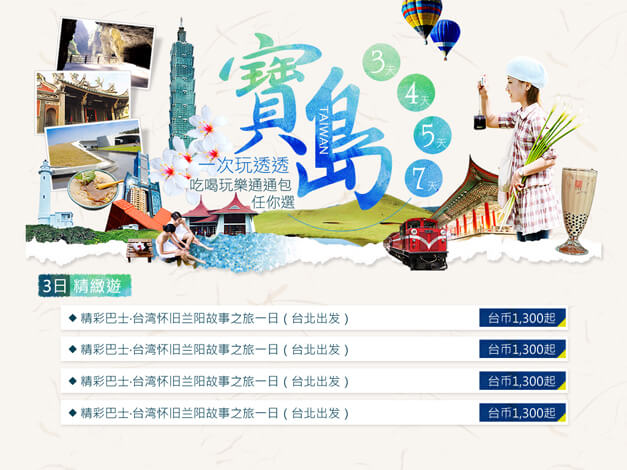 寶島
TAIWAN
3天
4天
5天
7天
一次玩透透
吃喝玩樂通通包
任你選
3日 精緻遊
◆ 精彩巴士·台湾怀旧兰阳故事之旅一日（台北出发） 台币1,300起
◆ 精彩巴士·台湾怀旧兰阳故事之旅一日（台北出发） 台币1,300起
◆ 精彩巴士·台湾怀旧兰阳故事之旅一日（台北出发） 台币1,300起
◆ 精彩巴士·台湾怀旧兰阳故事之旅一日（台北出发） 台币1,300起